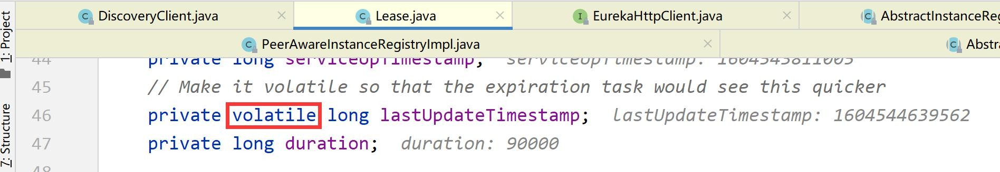 DiscoveryClient.java
Lease.java
EurekaHttpClient.java
AbstractInstanceReg
PeerAwareInstanceRegistryImpl.java
Abstra
1: Project
7: Structure
44 private long serviceUpTimestamp; serviceUpTimestamp: 1604543811005
45 // Make it volatile so that the expiration task would see this quicker
46 private volatile long lastUpdateTimestamp; lastUpdateTimestamp: 1604544639562
47 private long duration; duration: 90000
48